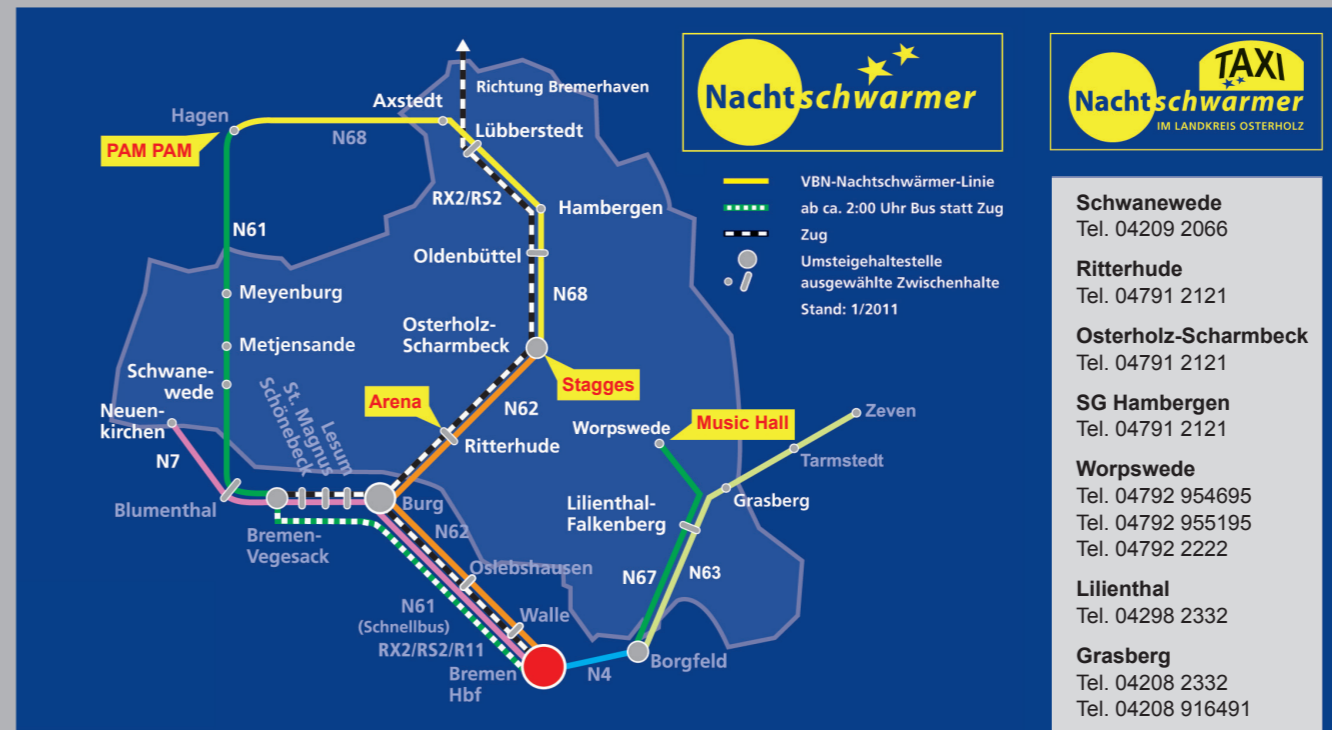 Richtung Bremerhaven
Axstedt
Hagen
PAM PAM
N68
Lübberstedt
RX2/RS2
Hambergen
N61
Oldenbüttel
Meyenburg
N68
Metjensande
Osterholz-
Scharmbeck
Schwane-
wede
Stagges
Neuen-
kirchen
Arena
N62
Ritterhude
Schönebeck
St. Magnus
Lesum
N7
Blumenthal
Burg
Bremen-
Vegesack
N62
Oslebshausen
N61
(Schnellbus)
RX2/RS2/R11
Walle
Bremen
Hbf
N4
Borgfeld
Worpswede
Music Hall
Zeven
Tarmstedt
Grasberg
Lilienthal-
Falkenberg
N67
N63
Nachtschwärmer
VBN-Nachtschwärmer-Linie
ab ca. 2:00 Uhr Bus statt Zug
Zug
Umsteigehaltestelle
ausgewählte Zwischenhalte
Stand: 1/2011
TAXI
Nachtschwärmer
IM LANDKREIS OSTERHOLZ
Schwanewede
Tel. 04209 2066
Ritterhude
Tel. 04791 2121
Osterholz-Scharmbeck
Tel. 04791 2121
SG Hambergen
Tel. 04791 2121
Worpswede
Tel. 04792 954695
Tel. 04792 955195
Tel. 04792 2222
Lilienthal
Tel. 04298 2332
Grasberg
Tel. 04208 2332
Tel. 04208 916491